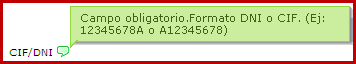 Campo obligatorio.Formato DNI o CIF. (Ej:
12345678A o A12345678)
CIF/DNI